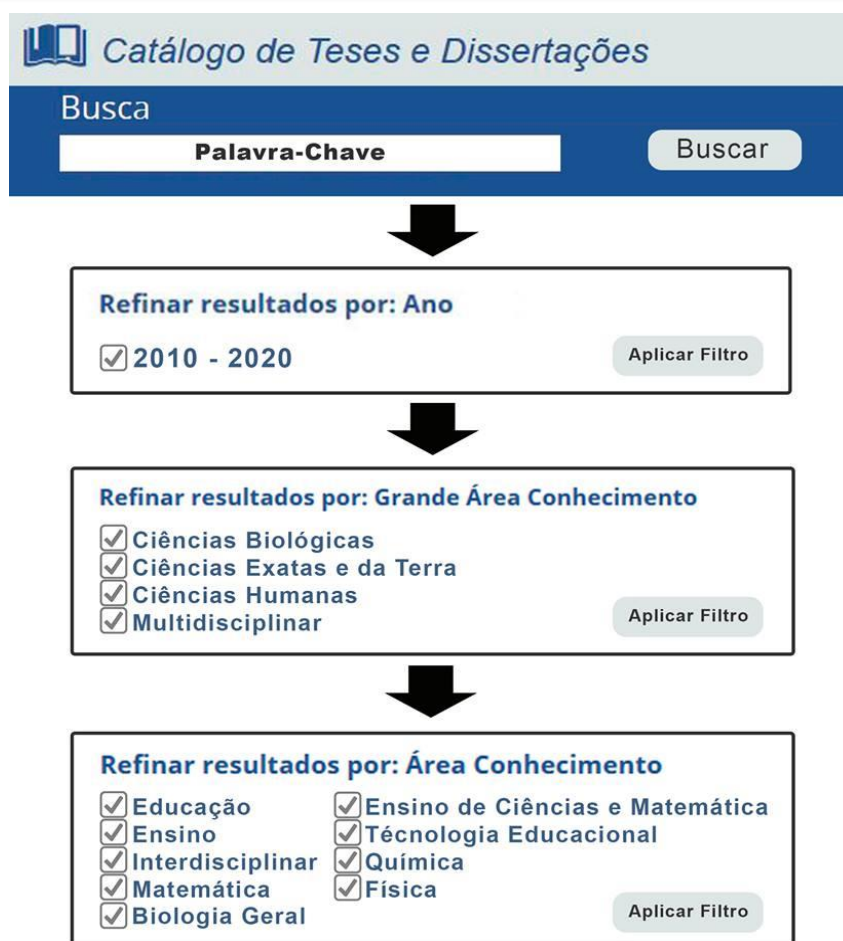 Catálogo de Teses e Dissertações
Busca
Palavra-Chave
Buscar
Refinar resultados por: Ano
2010 - 2020
Aplicar Filtro
Refinar resultados por: Grande Área Conhecimento
Ciências Biológicas
Ciências Exatas e da Terra
Ciências Humanas
Multidisciplinar
Aplicar Filtro
Refinar resultados por: Área Conhecimento
Educação
Ensino
Interdisciplinar
Matemática
Biologia Geral
Ensino de Ciências e Matemática
Técnologia Educacional
Química
Física
Aplicar Filtro